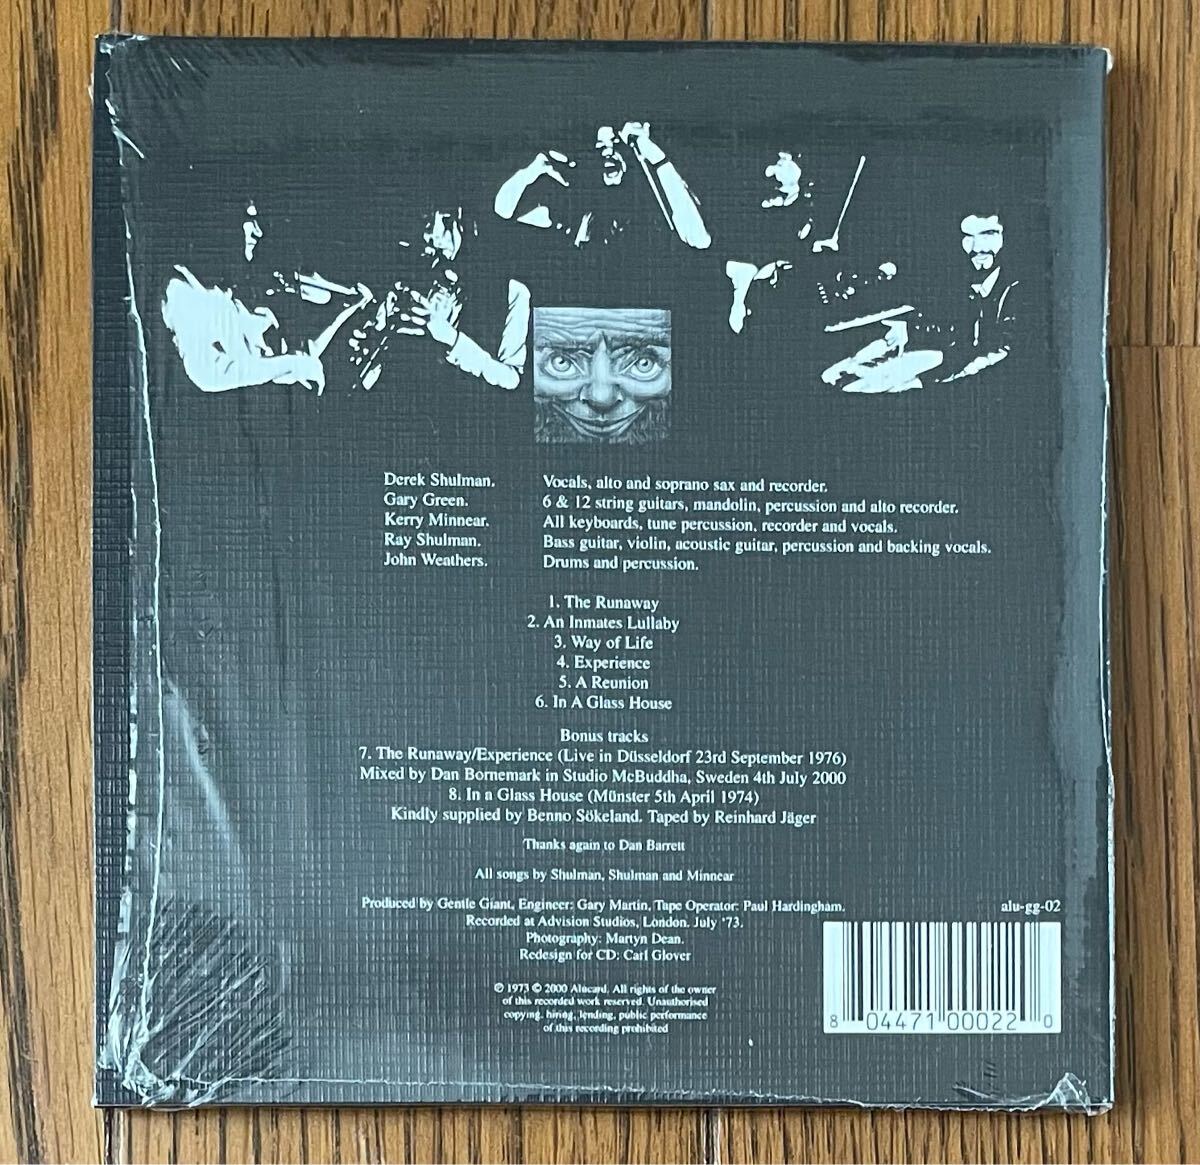 Derek Shulman. Vocals, alto and soprano sax and recorder.
Gary Green. 6 & 12 string guitars, mandolin, percussion and alto recorder.
Kerry Minnear. All keyboards, tune percussion, recorder and vocals.
Ray Shulman. Bass guitar, violin, acoustic guitar, percussion and backing vocals.
John Weathers. Drums and percussion.
1. The Runaway
2. An Inmates Lullaby
3. Way of Life
4. Experience
5. A Reunion
6. In A Glass House
Bonus tracks
7. The Runaway/Experience (Live in Düsseldorf 23rd September 1976)
Mixed by Dan Bornemark in Studio McBuddha, Sweden 4th July 2000
8. In a Glass House (Münster 5th April 1974)
Kindly supplied by Benno Sökeland. Taped by Reinhard Jäger
Thanks again to Dan Barrett
All songs by Shulman, Shulman and Minnear
Produced by Gentle Giant, Engineer: Gary Martin, Tape Operator: Paul Hardingham.
Recorded at Advision Studios, London. July '73.
Photography: Martyn Dean.
Redesign for CD: Carl Glover
℗ 1973 © 2000 Alucard. All rights of the owner
of this recorded work reserved. Unauthorised
copying, hiring, lending, public performance
of this recording prohibited
alu-gg-02
8 04471 00022 0